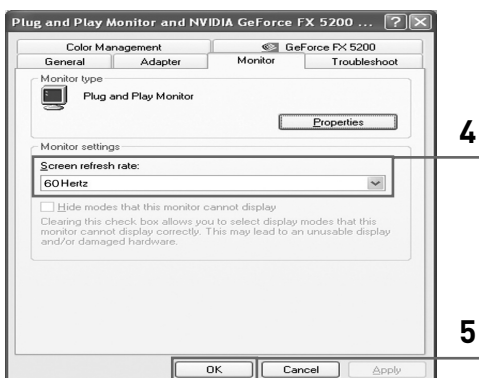 Plug and Play Monitor and NVIDIA GeForce FX 5200 ...
Color Management
GeForce FX 5200
General
Adapter
Monitor
Troubleshoot
Monitor type
Plug and Play Monitor
Properties
4
Monitor settings
Screen refresh rate:
60 Hertz
Hide modes that this monitor cannot display
Clearing this check box allows you to select display modes that this
monitor cannot display correctly. This may lead to an unusable display
and/or damaged hardware.
5
OK
Cancel
Apply